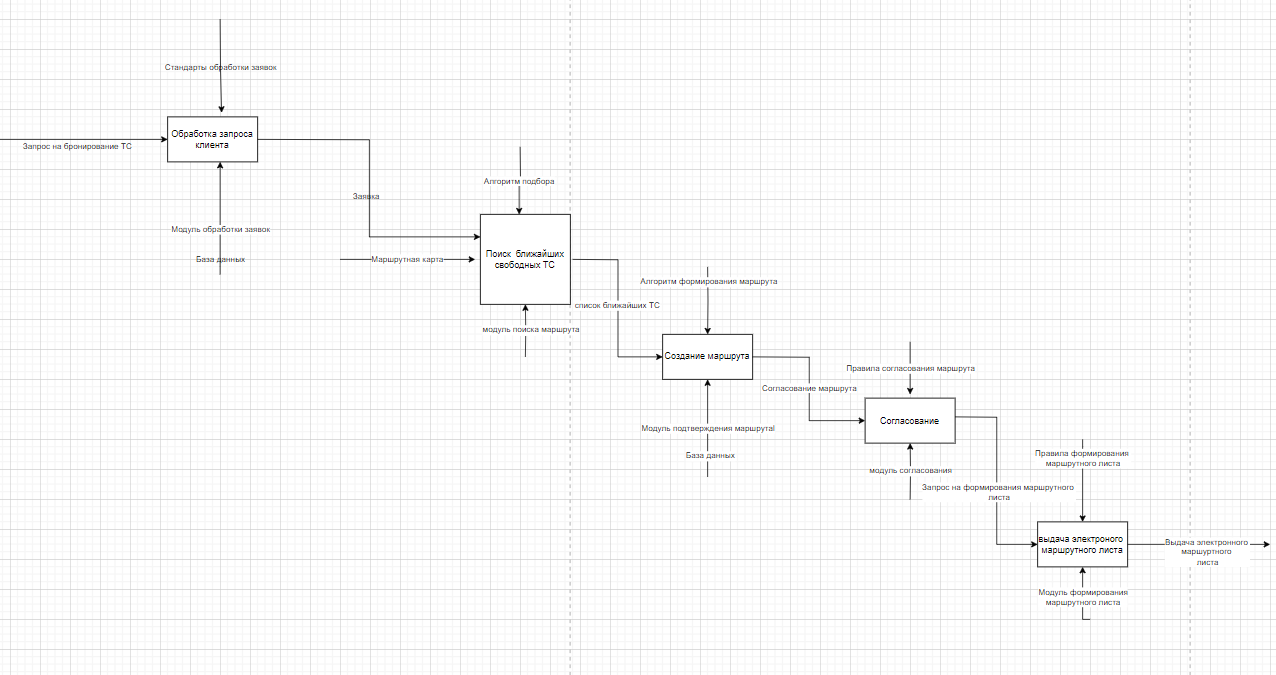 Стандарты обработки заявок
Обработка запроса
клиента
Запрос на бронирование ТС
Алгоритм подбора
Заявка
Модуль обработки заявок
База данных
Маршрутная карта
Поиск ближайших
свободных ТС
Алгоритм формирования маршрута
список ближайших ТС
модуль поиска маршрута
Создание маршрута
Правила согласования маршрута
Согласование маршрута
Согласование
Модуль подтверждения маршрутаl
База данных
Правила формирования
маршрутного листа
модуль согласования
Запрос на формирования маршрутного
листа
выдача электроного
маршрутного листа
Выдача электронного
маршуртного
листа
Модуль формирования
маршрутного листа